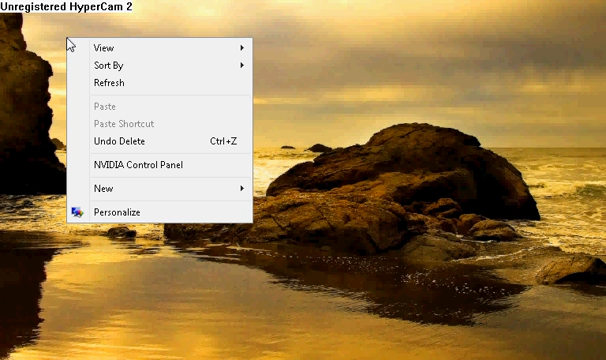 Unregistered HyperCam 2
View
Sort By
Refresh
Paste
Paste Shortcut
Undo Delete Ctrl+Z
NVIDIA Control Panel
New
Personalize